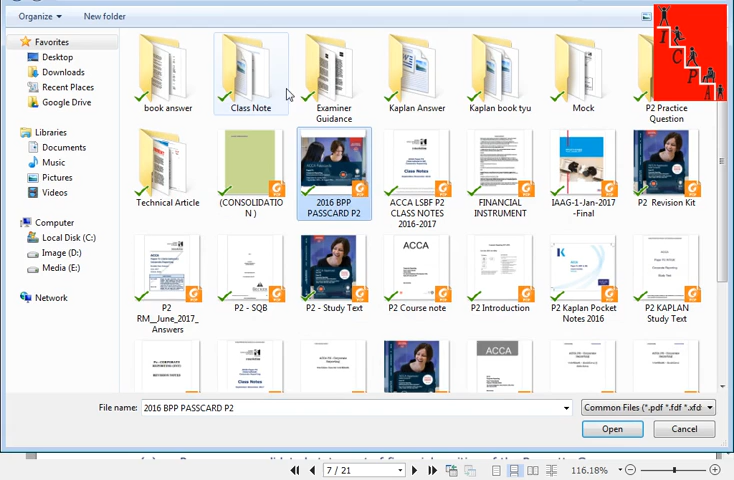 Organize
New folder
I
C
P
A
Favorites
Desktop
Downloads
Recent Places
Google Drive
Libraries
Documents
Music
Pictures
Videos
Computer
Local Disk (C:)
Image (D:)
Media (E:)
Network
book answer
Class Note
Examiner
Guidance
Kaplan Answer
Kaplan book tyu
Mock
P2 Practice
Question
Technical Article
(CONSOLIDATIO
N )
2016 BPP
PASSCARD P2
ACCA LSBF P2
CLASS NOTES
2016-2017
FINANCIAL
INSTRUMENT
IAAG-1-Jan-2017
-Final
P2 Revision Kit
ACCA
P2
RM_June_2017_
Answers
P2 - SQB
P2 - Study Text
P2 Course note
P2 Introduction
P2 Kaplan Pocket
Notes 2016
P2 KAPLAN
Study Text
Class Notes
ACCA
File name:
2016 BPP PASSCARD P2
Common Files (*.pdf *.fdf *.xfd
Open
Cancel
7 / 21
116.18%